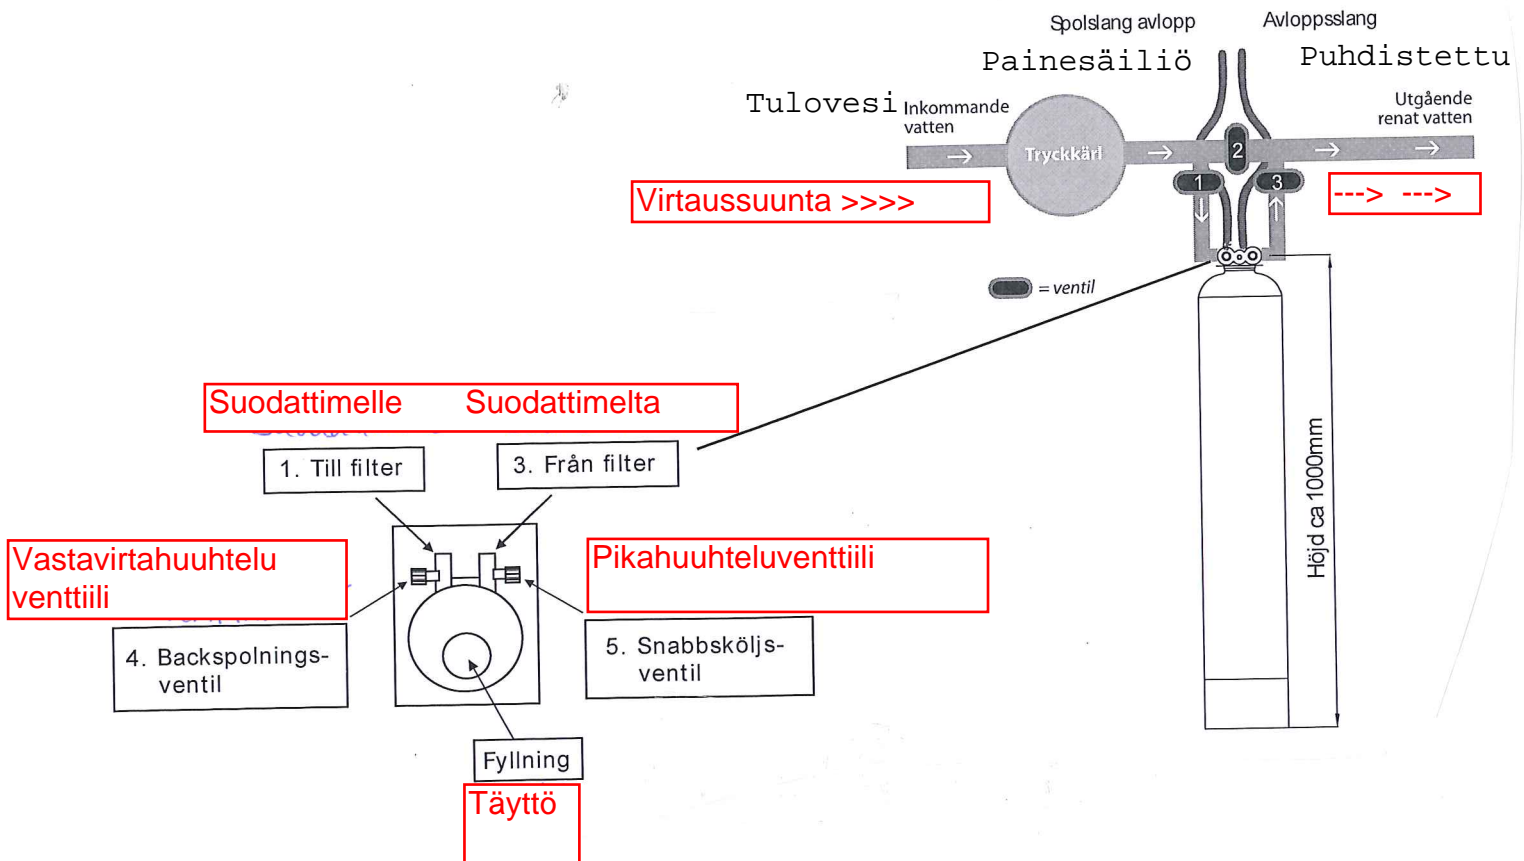 Spolslang avlopp
Avloppsslang
Painesäiliö
Puhdistettu
Tulovesi
Inkommande
vatten
Utgående
renat vatten
Tryckkärl
2
1
3
Virtaussuunta >>>>
---> --->
= ventil
Suodattimelle Suodattimelta
1. Till filter
3. Från filter
Höjd ca 1000mm
Vastavirtahuuhtelu
venttiili
Pikahuuhteluventtiili
4. Backspolnings-
ventil
5. Snabbsköljs-
ventil
Fyllning
Täyttö